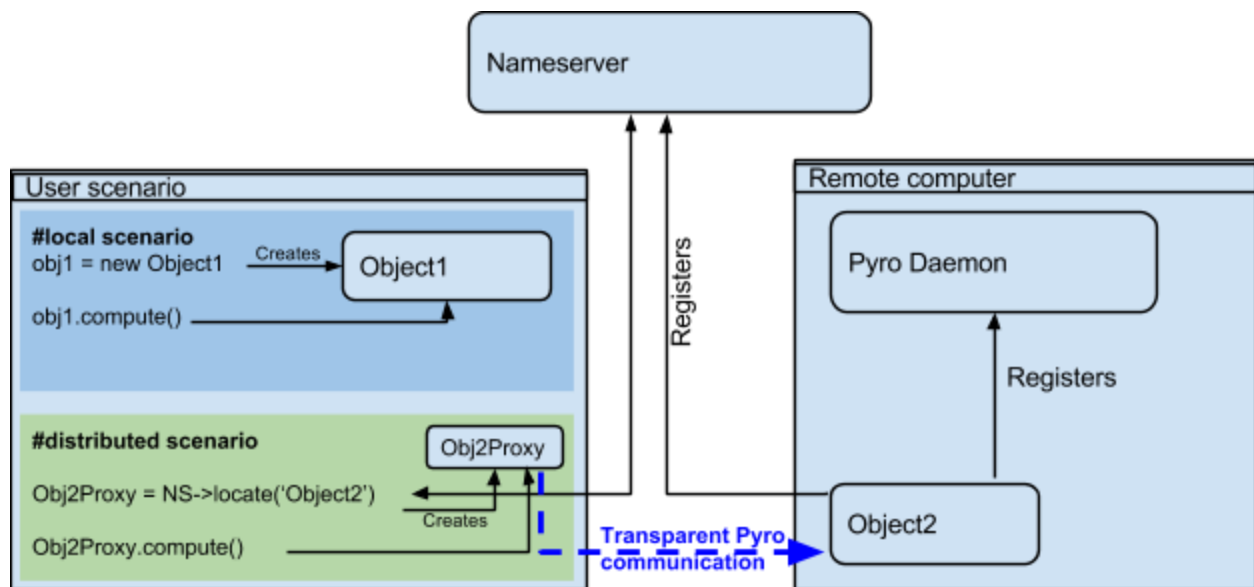 Nameserver
User scenario
#local scenario
obj1 = new Object1
Creates
Object1
obj1.compute()
#distributed scenario
Obj2Proxy
Obj2Proxy = NS->locate(‘Object2’)
Creates
Obj2Proxy.compute()
Registers
Transparent Pyro
communication
Remote computer
Pyro Daemon
Registers
Object2